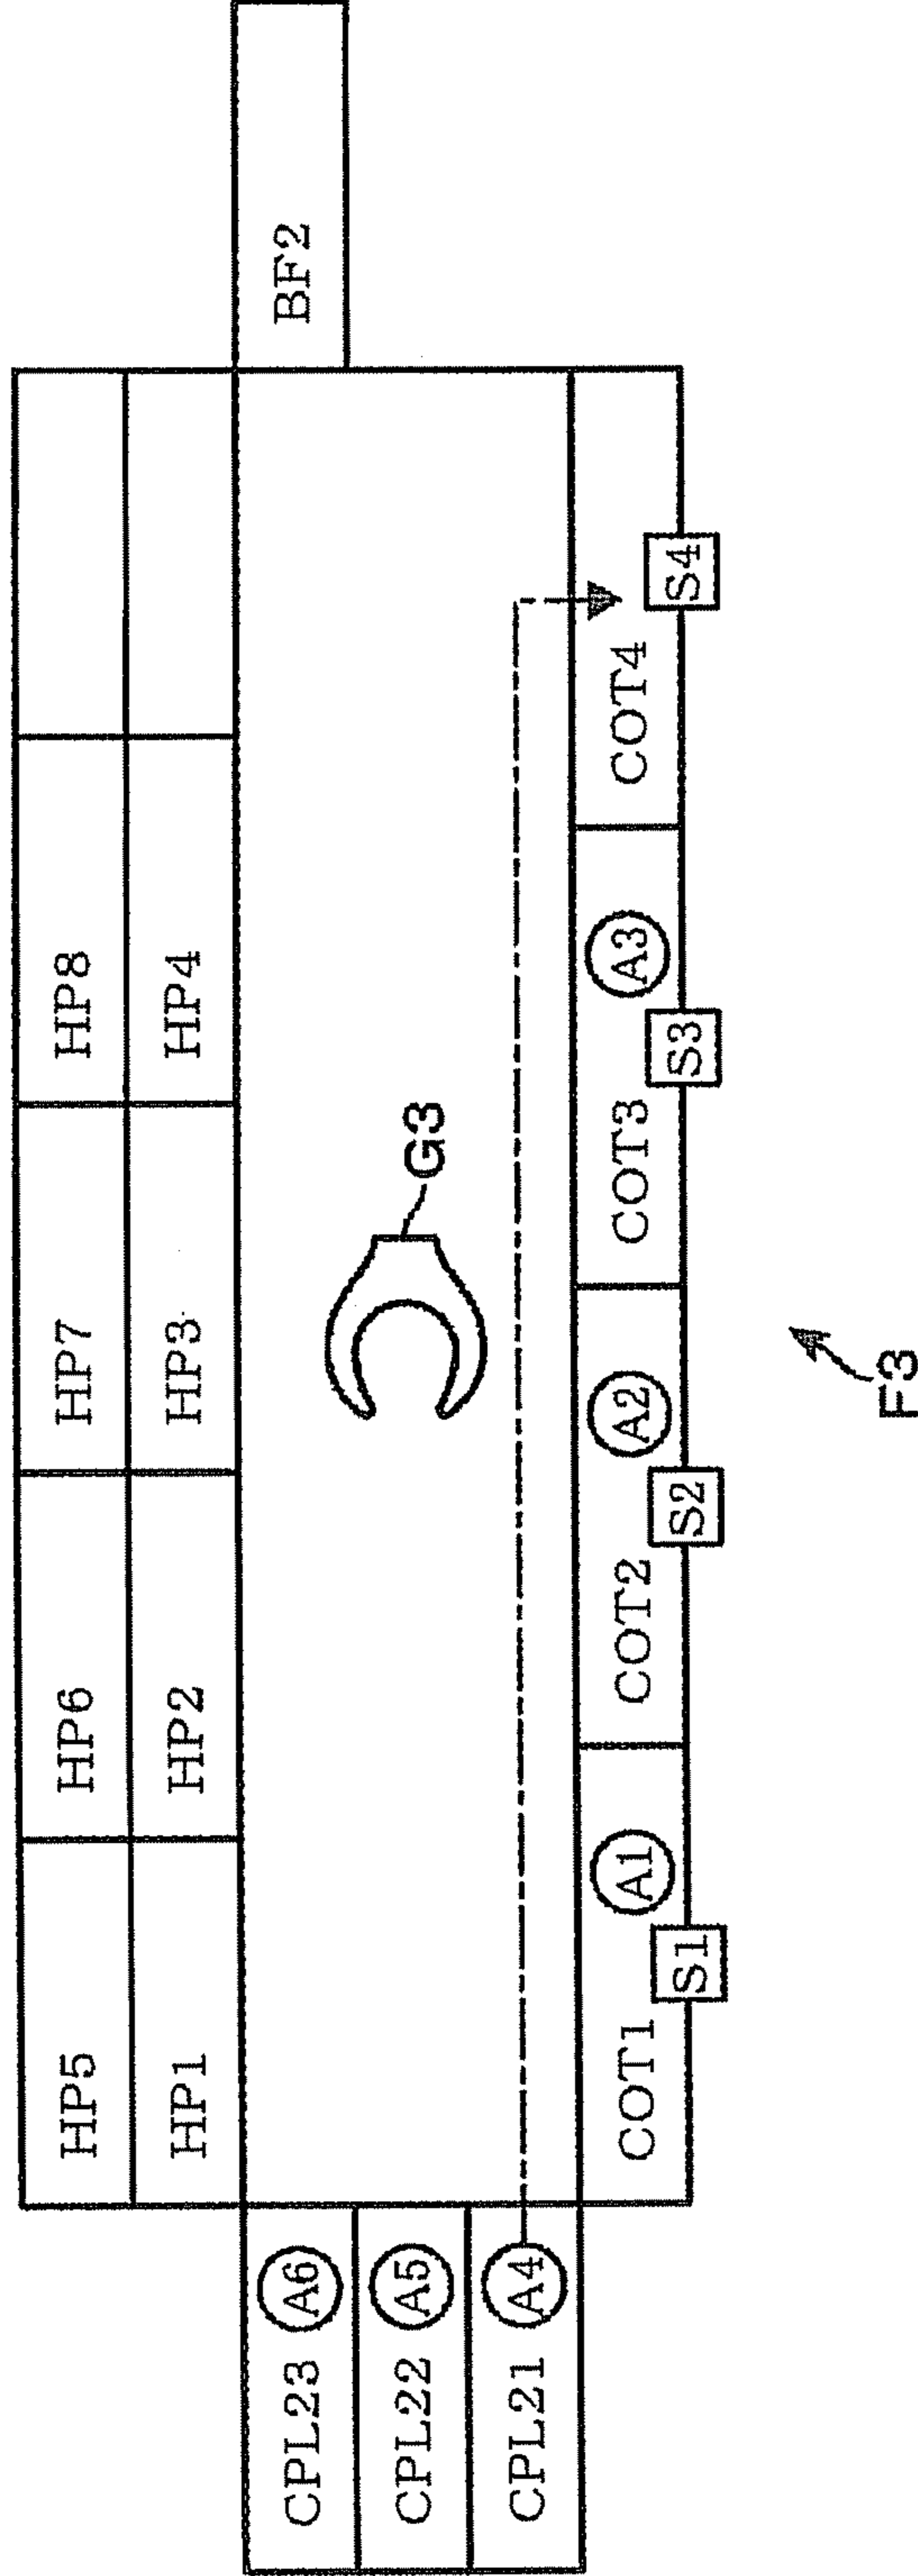 HP5 HP6 HP7 HP8
HP1 HP2 HP3 HP4
BF2
CPL23 A6
CPL22 A5
CPL21 A4
G3
COT1 A1 COT2 A2 COT3 A3 COT4
S1 S2 S3 S4
F3